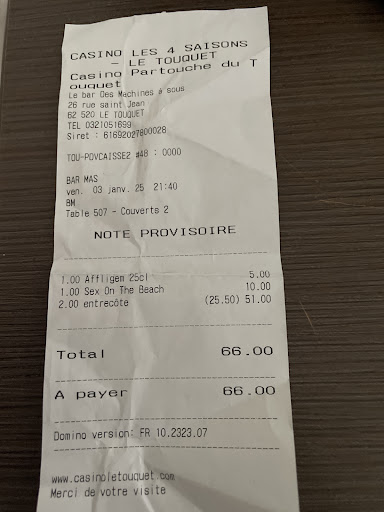 CASINO LES 4 SAISONS
- LE TOUQUET
Casino Partouche du T
ouquet
Le bar Des Machines à sous
26 rue saint Jean
62 520 LE TOUQUET
TEL 0321051699
Siret : 61692027800028
TOU-POVCAISSE2 #48 : 0000
BAR MAS
ven. 03 janv. 25 21:40
BM
Table 507 - Couverts 2
NOTE PROVISOIRE
1.00 Affligem 25cl 5.00
1.00 Sex On The Beach 10.00
2.00 entrecôte (25.50) 51.00
Total 66.00
A payer 66.00
Domino version: FR 10.2323.07
www.casinoletouquet.com
Merci de votre visite